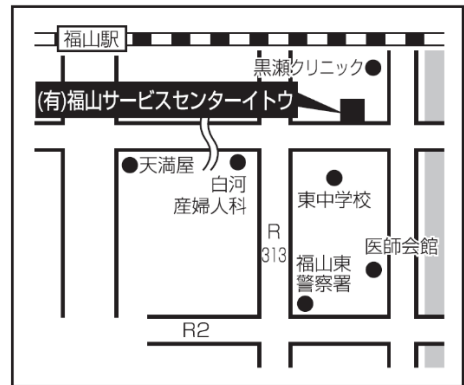 福山駅
黒瀬クリニック
(有)福山サービスセンターイトウ
天満屋
白河
産婦人科
東中学校
R
313
医師会館
福山東
警察署
R2